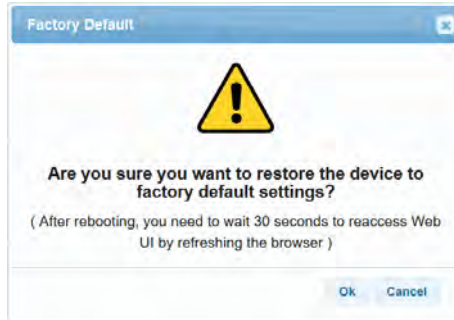 Factory Default
Are you sure you want to restore the device to
factory default settings?
( After rebooting, you need to wait 30 seconds to reaccess Web
UI by refreshing the browser )
Ok Cancel